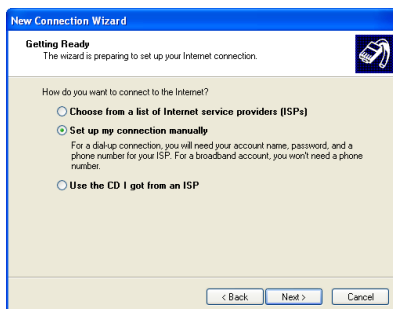 New Connection Wizard
Getting Ready
The wizard is preparing to set up your Internet connection.
How do you want to connect to the Internet?
Choose from a list of Internet service providers (ISPs)
Set up my connection manually
For a dial-up connection, you will need your account name, password, and a
phone number for your ISP. For a broadband account, you won't need a phone
number.
Use the CD I got from an ISP
< Back
Next >
Cancel